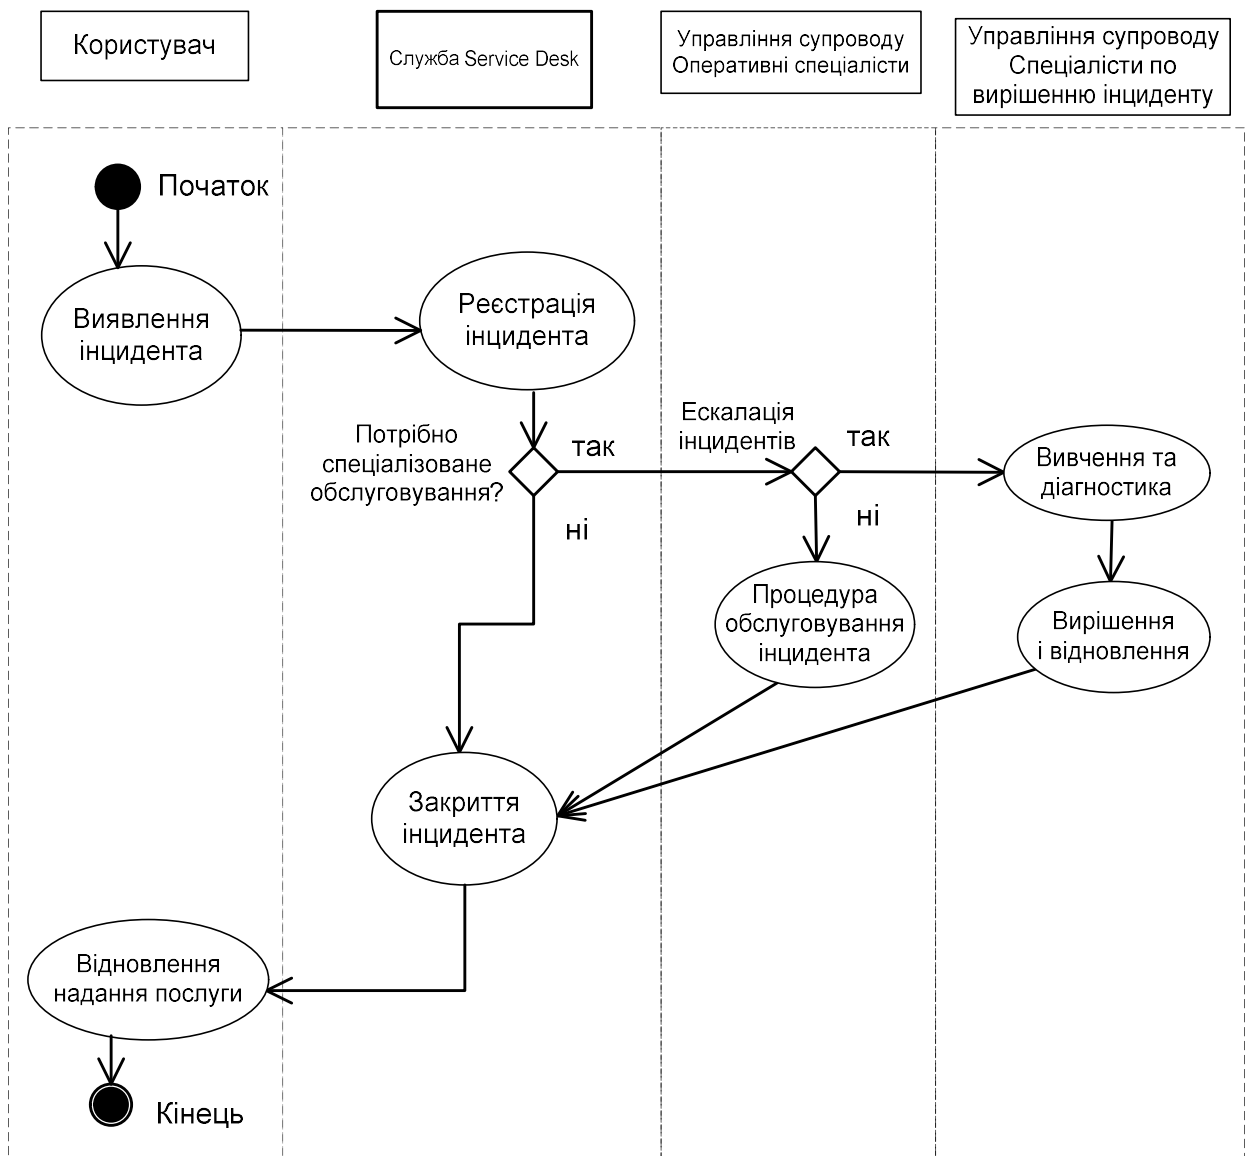 Користувач
Служба Service Desk
Управління супроводу
Оперативні спеціалісти
Управління супроводу
Спеціалісти по
вирішенню інциденту
Початок
Виявлення
інцидента
Реєстрація
інцидента
Потрібно
спеціалізоване
обслуговування?
так
ні
Ескалація
інцидентів
так
ні
Вивчення та
діагностика
Процедура
обслуговування
інцидента
Вирішення
і відновлення
Закриття
інцидента
Відновлення
надання послуги
Кінець